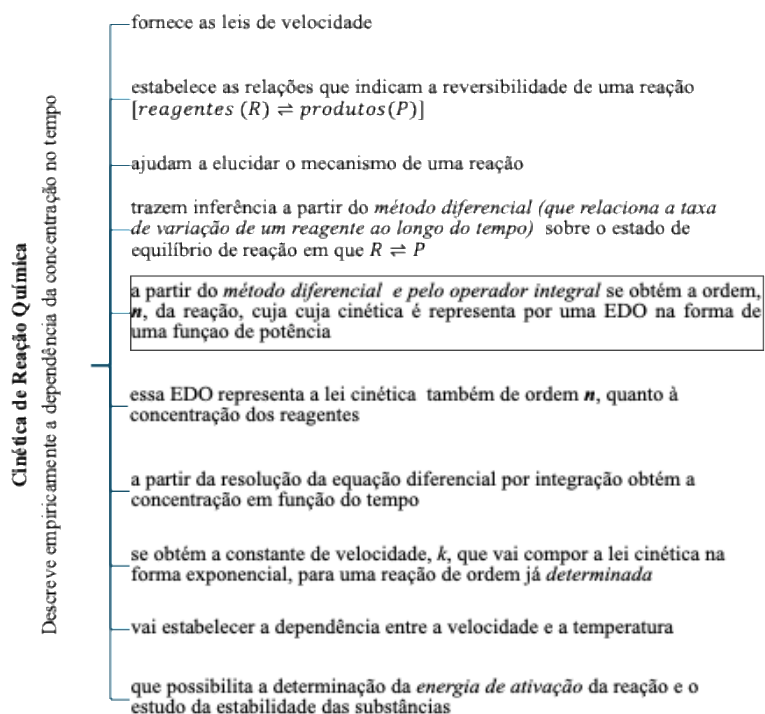 Cinética de Reação Química
Descreve empiricamente a dependência da concentração no tempo
fornece as leis de velocidade
estabelece as relações que indicam a reversibilidade de uma reação
[reagentes (R) ⇌ produtos(P)]
ajudam a elucidar o mecanismo de uma reação
trazem inferência a partir do método diferencial (que relaciona a taxa
de variação de um reagente ao longo do tempo) sobre o estado de
equilíbrio de reação em que R ⇌ P
a partir do método diferencial e pelo operador integral se obtém a ordem,
n, da reação, cuja cuja cinética é representa por uma EDO na forma de
uma funçao de potência
essa EDO representa a lei cinética também de ordem n, quanto à
concentração dos reagentes
a partir da resolução da equação diferencial por integração obtém a
concentração em função do tempo
se obtém a constante de velocidade, k, que vai compor a lei cinética na
forma exponencial, para uma reação de ordem já determinada
vai estabelecer a dependência entre a velocidade e a temperatura
que possibilita a determinação da energia de ativação da reação e o
estudo da estabilidade das substâncias